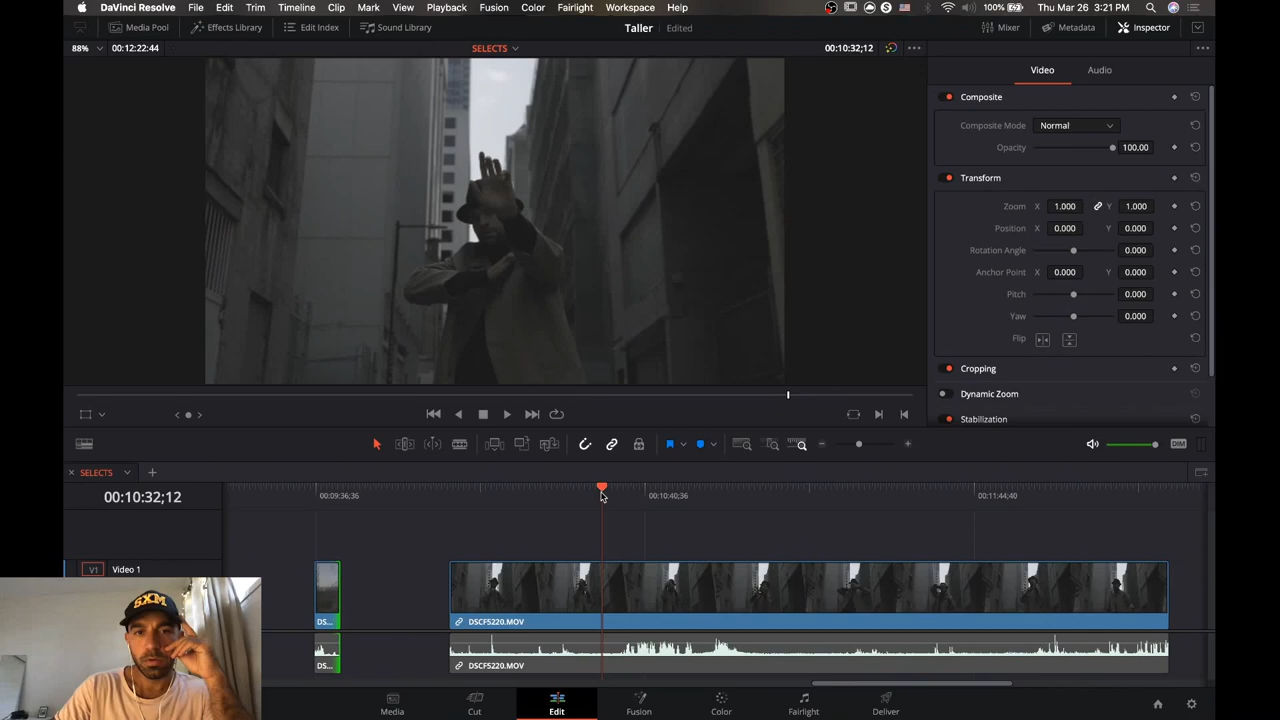 DaVinci Resolve File Edit Trim Timeline Clip Mark View Playback Fusion Color Fairlight Workspace Help 100% Thu Mar 26 3:21 PM
Media Pool Effects Library Edit Index Sound Library Taller Edited Mixer Metadata Inspector
88% 00:12:22:44 SELECTS 00:10:32;12
Video Audio
Composite
Composite Mode Normal
Opacity 100.00
Transform
Zoom X 1.000 Y 1.000
Position X 0.000 Y 0.000
Rotation Angle 0.000
Anchor Point X 0.000 Y 0.000
Pitch 0.000
Yaw 0.000
Flip
Cropping
Dynamic Zoom
Stabilization
DIM
SELECTS
00:10:32;12
00:09:36;36 00:10:40;36 00:11:44;40
V1 Video 1
DS... DSCF5220.MOV
SXM
DS... DSCF5220.MOV
Media Cut Edit Fusion Color Fairlight Deliver